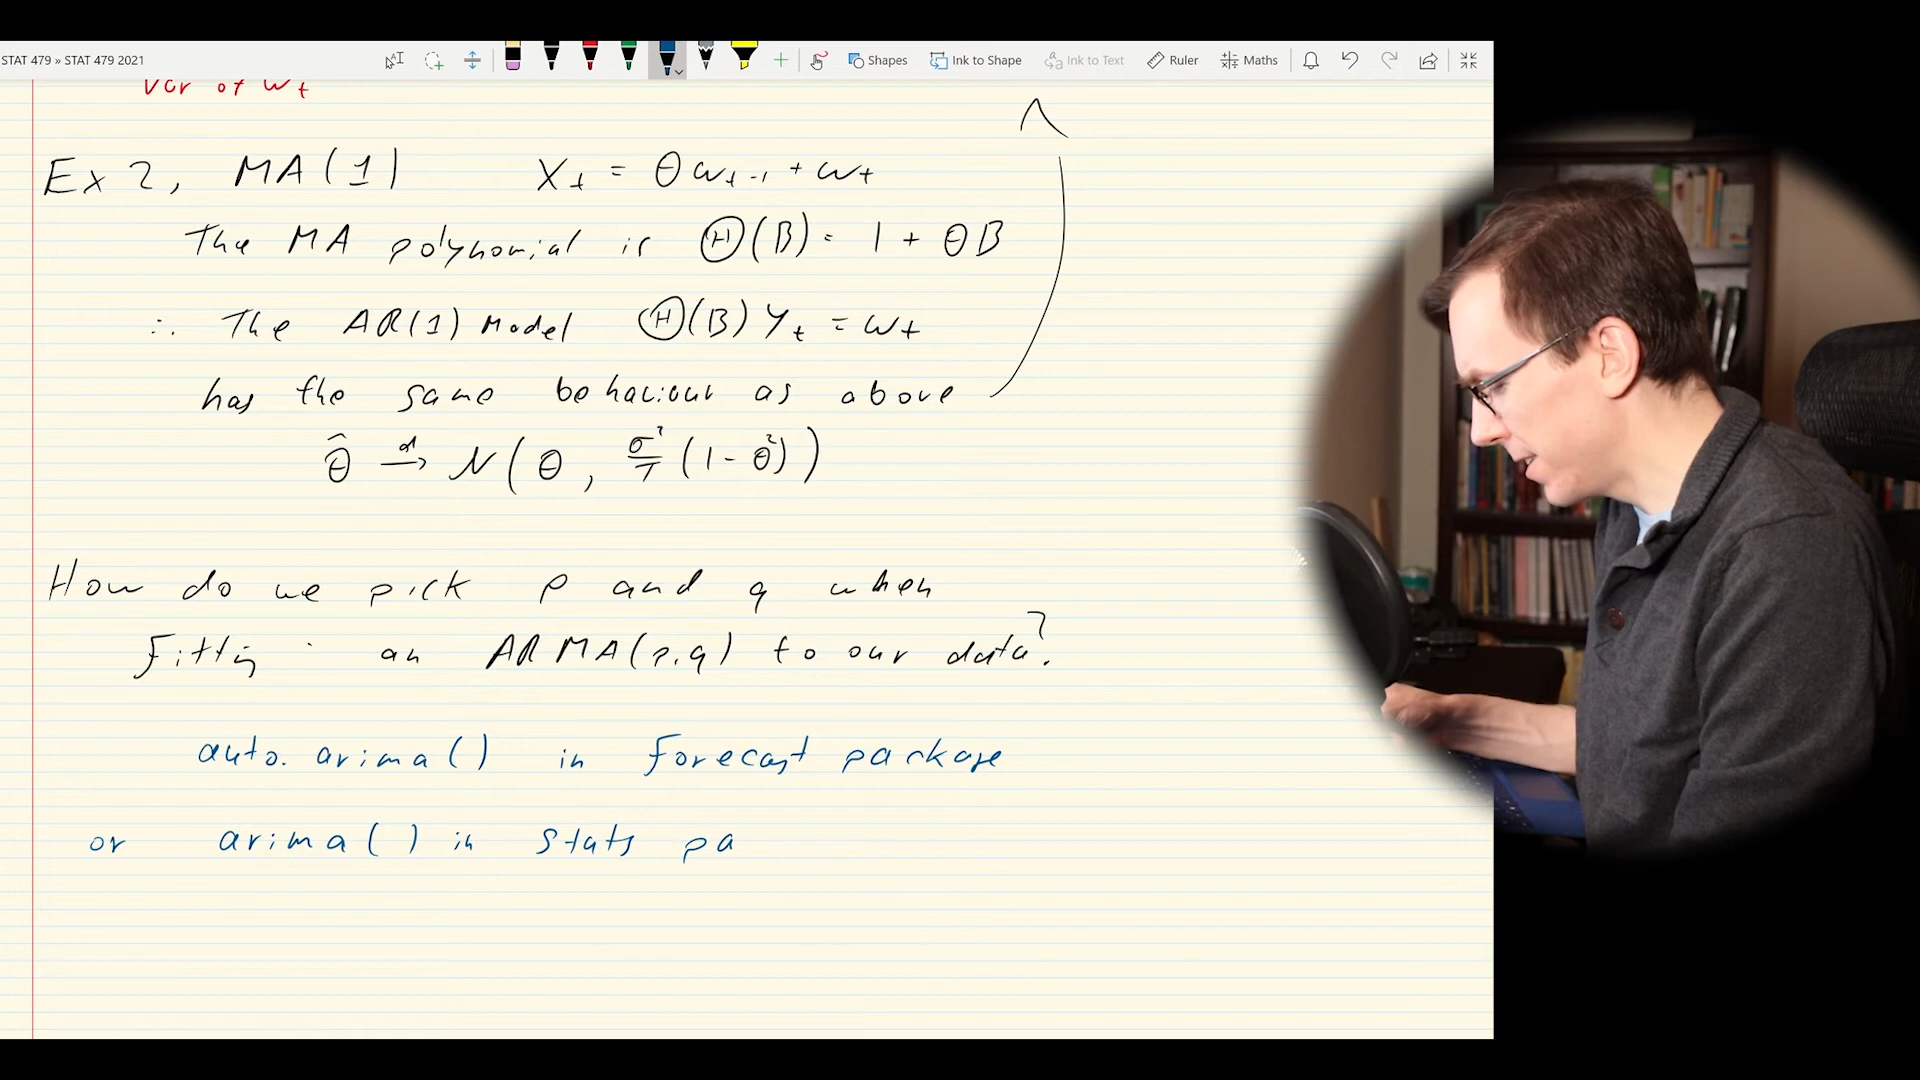 STAT 479 » STAT 479 2021
Shapes Ink to Shape Ink to Text Ruler Maths
Var of wₜ
Ex 2, MA(1) Xₜ = θwₜ₋₁ + wₜ
The MA polynomial is Θ(B) = 1 + θB
∴ The AR(1) model Θ(B)Yₜ = wₜ
has the same behaviour as above
θ̂ →ᵈ N(θ, σ²/T (1-θ²))
How do we pick p and q when
Fitting an ARMA(p,q) to our data?
auto.arima() in forecast package
or arima() in stats pa